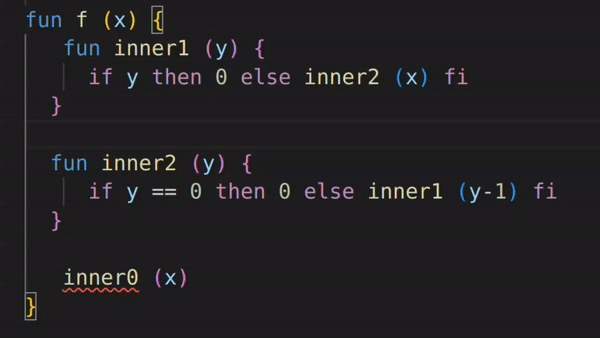 fun f (x) {
fun inner1 (y) {
if y then 0 else inner2 (x) fi
}
fun inner2 (y) {
if y == 0 then 0 else inner1 (y-1) fi
}
inner0 (x)
}